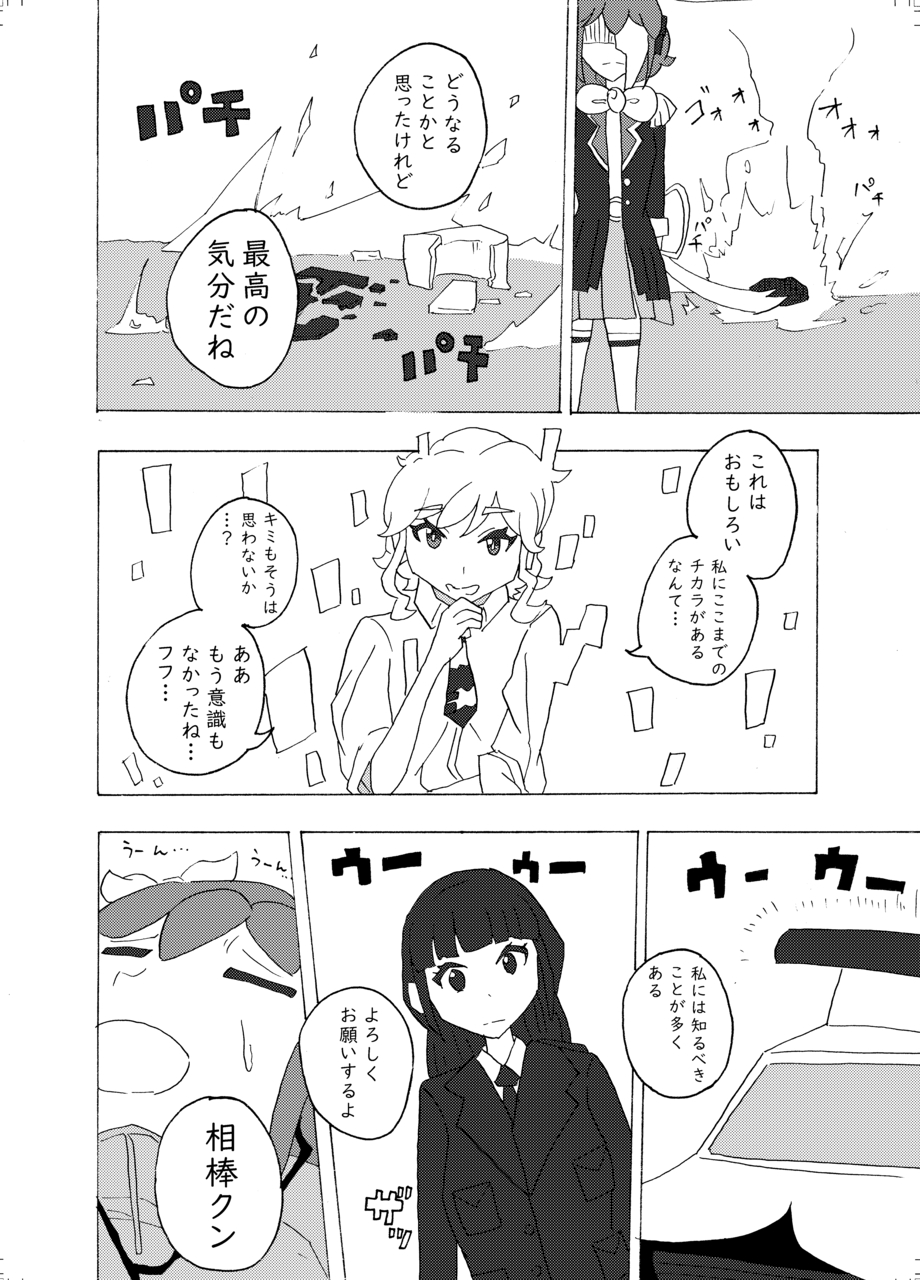 ゴォォ
ォォォ
パチ
パチ
どうなる
ことかと
思ったけれど
パチ
最高の
気分だね
パチ
これは
おもしろい
私にここまでの
チカラがある
なんて…
キミもそうは
思わないか
…?
ああ
もう意識も
なかったね…
フフ…
ウー
ウー
私には知るべき
ことが多く
ある
ウー
ウー
よろしく
お願いするよ
ザッ
うーん…
うーん…
相棒クン